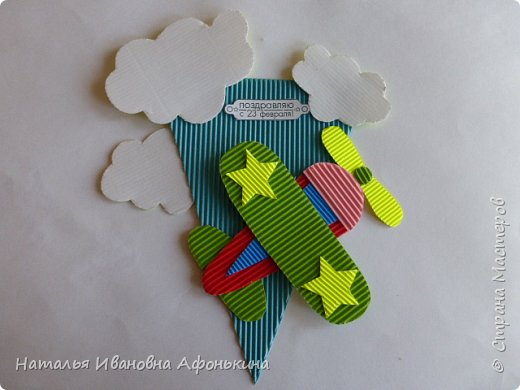 поздравляю
с 23 февраля!
Наталья Ивановна Афонькина
© Страна Мастеров